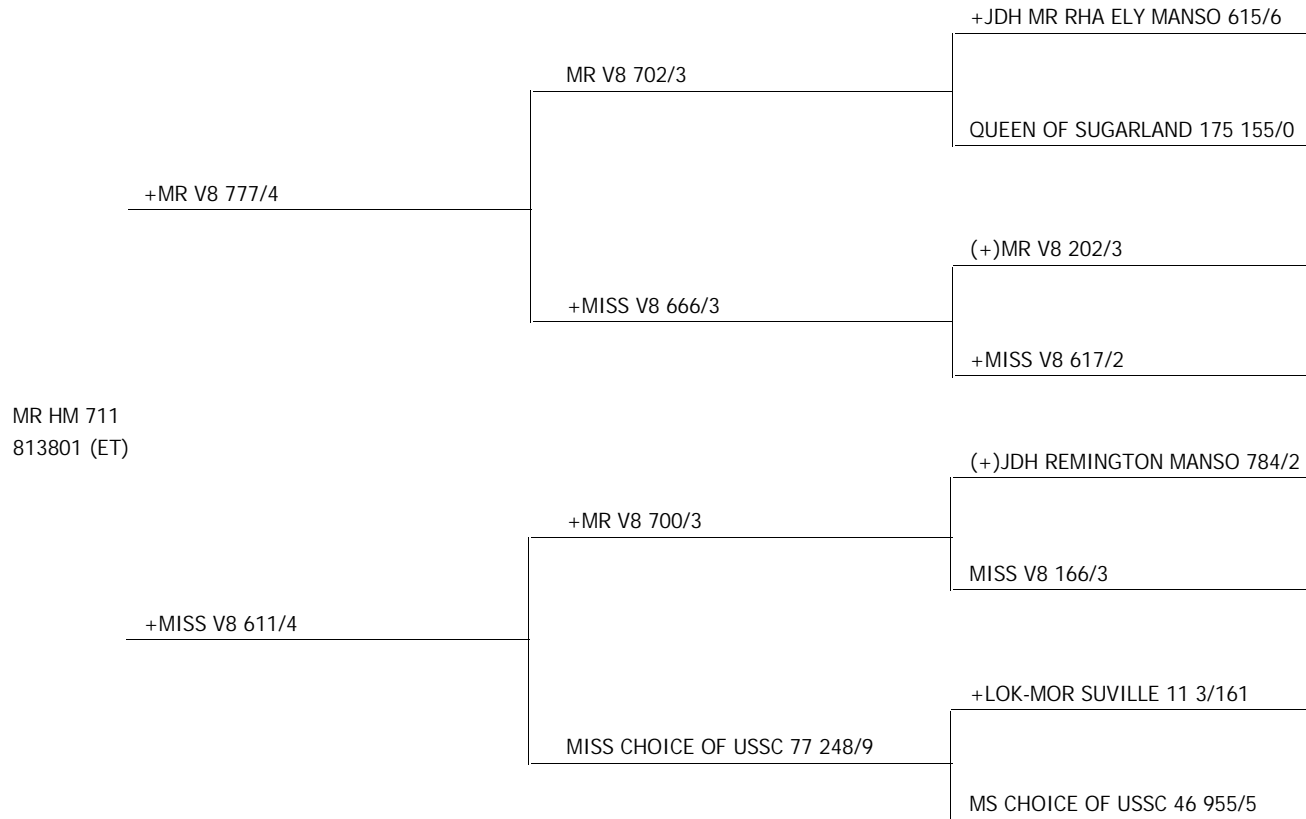 +JDH MR RHA ELY MANSO 615/6
MR V8 702/3
QUEEN OF SUGARLAND 175 155/0
+MR V8 777/4
(+)MR V8 202/3
+MISS V8 666/3
+MISS V8 617/2
MR HM 711
813801 (ET)
(+)JDH REMINGTON MANSO 784/2
+MR V8 700/3
MISS V8 166/3
+MISS V8 611/4
+LOK-MOR SUVILLE 11 3/161
MISS CHOICE OF USSC 77 248/9
MS CHOICE OF USSC 46 955/5